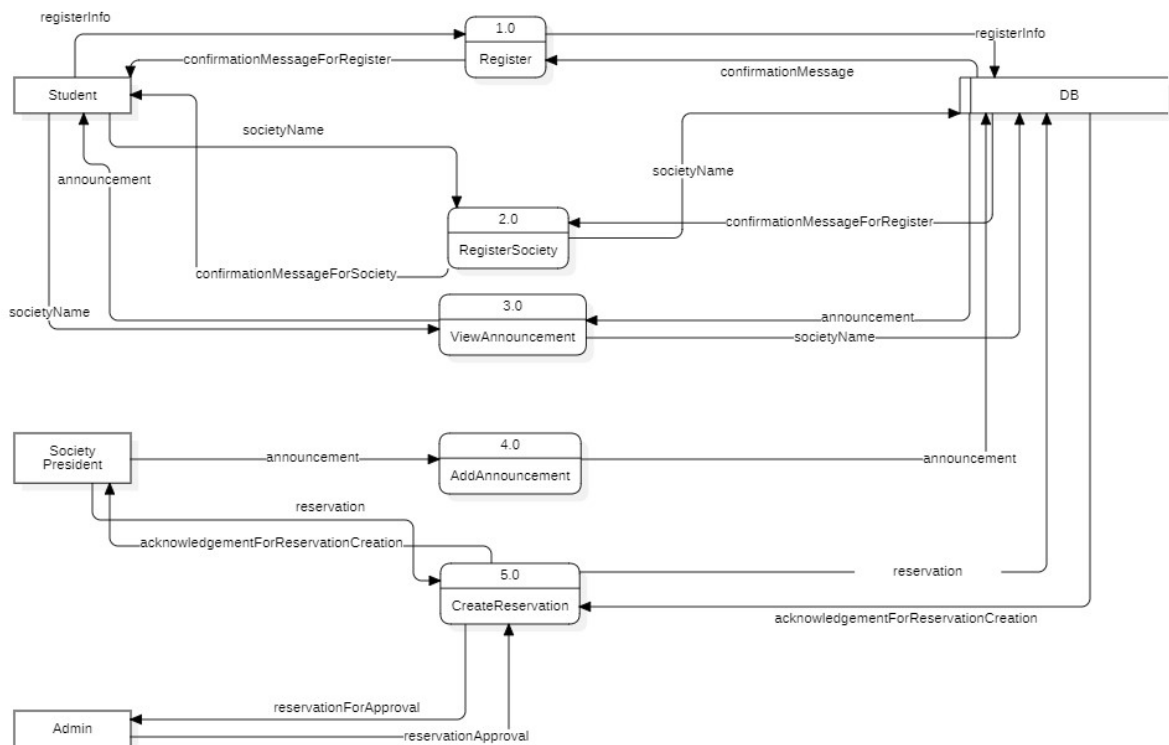 registerInfo
1.0
Register
registerInfo
confirmationMessageForRegister
confirmationMessage
Student
DB
societyName
announcement
societyName
2.0
RegisterSociety
confirmationMessageForRegister
confirmationMessageForSociety
3.0
ViewAnnouncement
societyName
announcement
societyName
Society
President
4.0
AddAnnouncement
announcement
announcement
reservation
acknowledgementForReservationCreation
5.0
CreateReservation
reservation
acknowledgementForReservationCreation
reservationForApproval
Admin
reservationApproval